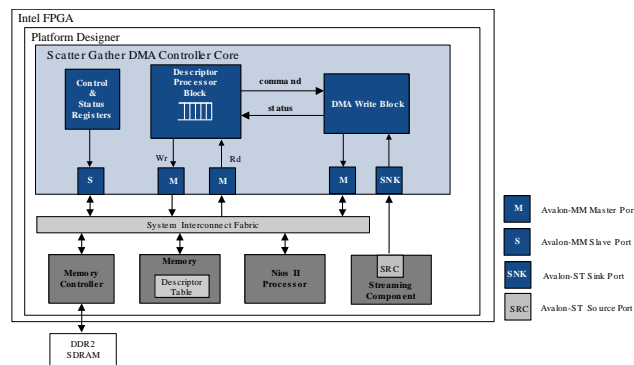 Intel FPGA
Platform Designer
Scatter Gather DMA Controller Core
Control
&
Status
Registers
Descriptor
Processor
Block
command
status
DMA Write Block
Wr
Rd
S
M
M
M
SNK
System Interconnect Fabric
Memory
Controller
Memory
Descriptor
Table
Nios II
Processor
SRC
Streaming
Component
DDR2
SDRAM
M
Avalon-MM Master Port
S
Avalon-MM Slave Port
SNK
Avalon-ST Sink Port
SRC
Avalon-ST Source Port